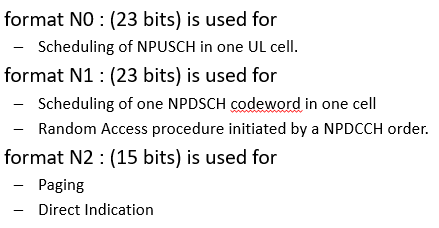 format N0 : (23 bits) is used for
– Scheduling of NPUSCH in one UL cell.
format N1 : (23 bits) is used for
– Scheduling of one NPDSCH codeword in one cell
– Random Access procedure initiated by a NPDCCH order.
format N2 : (15 bits) is used for
– Paging
– Direct Indication